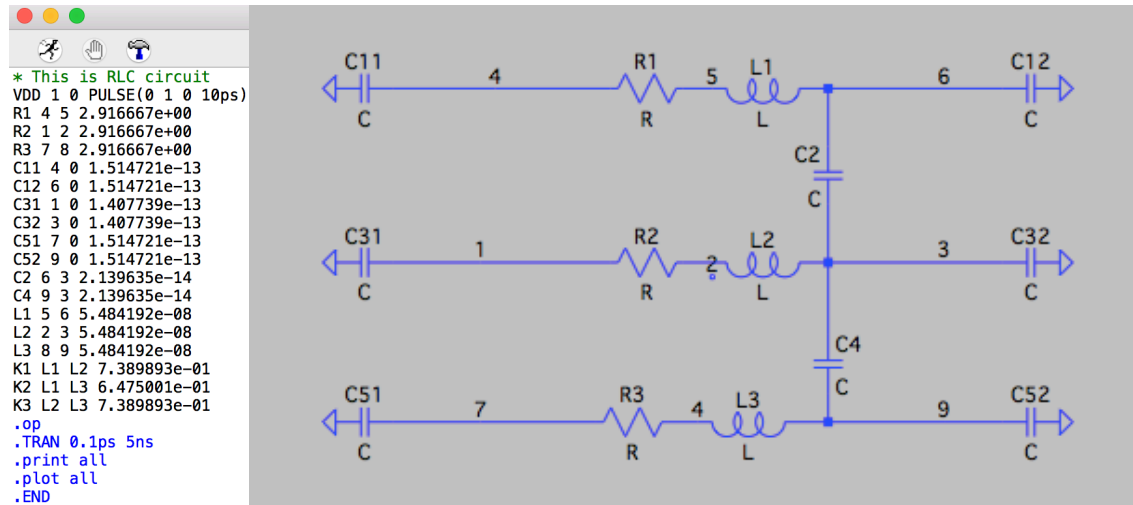 * This is RLC circuit
VDD 1 0 PULSE(0 1 0 10ps)
R1 4 5 2.916667e+00
R2 1 2 2.916667e+00
R3 7 8 2.916667e+00
C11 4 0 1.514721e-13
C12 6 0 1.514721e-13
C31 1 0 1.407739e-13
C32 3 0 1.407739e-13
C51 7 0 1.514721e-13
C52 9 0 1.514721e-13
C2 6 3 2.139635e-14
C4 9 3 2.139635e-14
L1 5 6 5.484192e-08
L2 2 3 5.484192e-08
L3 8 9 5.484192e-08
K1 L1 L2 7.389893e-01
K2 L1 L3 6.475001e-01
K3 L2 L3 7.389893e-01
.op
.TRAN 0.1ps 5ns
.print all
.plot all
.END
C11 4 R1 5 L1 6 C12
C R L C
C2
C
C31 1 R2 2 L2 3 C32
C R L C
C4
C
C51 7 R3 4 L3 9 C52
C R L C